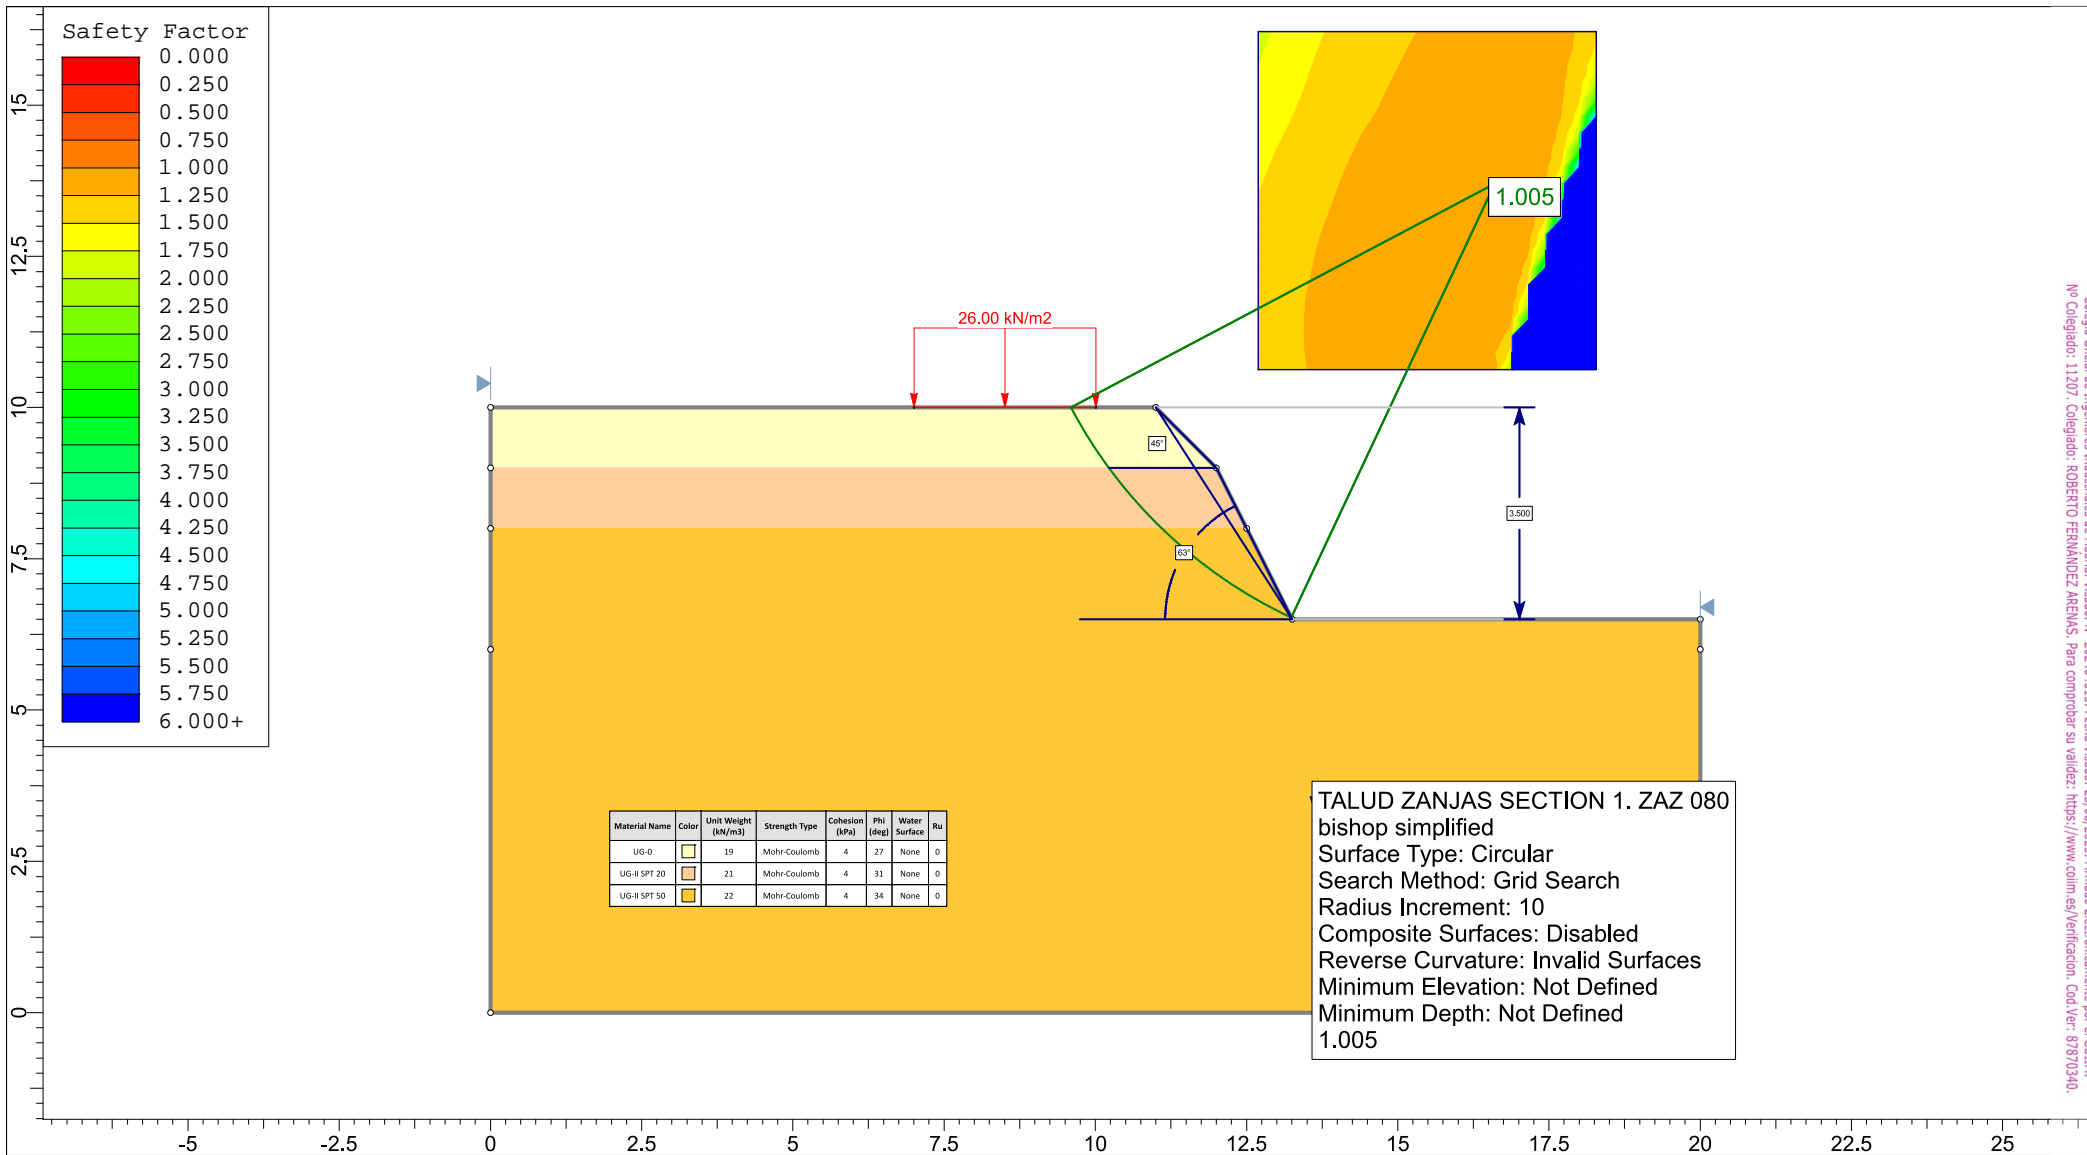 Safety Factor
0.000
0.250
0.500
0.750
1.000
1.250
1.500
1.750
2.000
2.250
2.500
2.750
3.000
3.250
3.500
3.750
4.000
4.250
4.500
4.750
5.000
5.250
5.500
5.750
6.000+
15
12.5
10
7.5
5
2.5
0
1.005
26.00 kN/m2
45°
63°
3.500
Material Name Color Unit Weight (kN/m3) Strength Type Cohesion (kPa) Phi (deg) Water Surface Ru
UG-0 19 Mohr-Coulomb 4 27 None 0
UG-II SPT 20 21 Mohr-Coulomb 4 31 None 0
UG-II SPT 50 22 Mohr-Coulomb 4 34 None 0
TALUD ZANJAS SECTION 1. ZAZ 080
bishop simplified
Surface Type: Circular
Search Method: Grid Search
Radius Increment: 10
Composite Surfaces: Disabled
Reverse Curvature: Invalid Surfaces
Minimum Elevation: Not Defined
Minimum Depth: Not Defined
1.005
-5 -2.5 0 2.5 5 7.5 10 12.5 15 17.5 20 22.5 25
Nº Colegiado: 11207. Colegiado: ROBERTO FERNÁNDEZ ARENAS. Para comprobar su validez: https://www.coiim.es/Verificacion. Cod.Ver: 87870340.